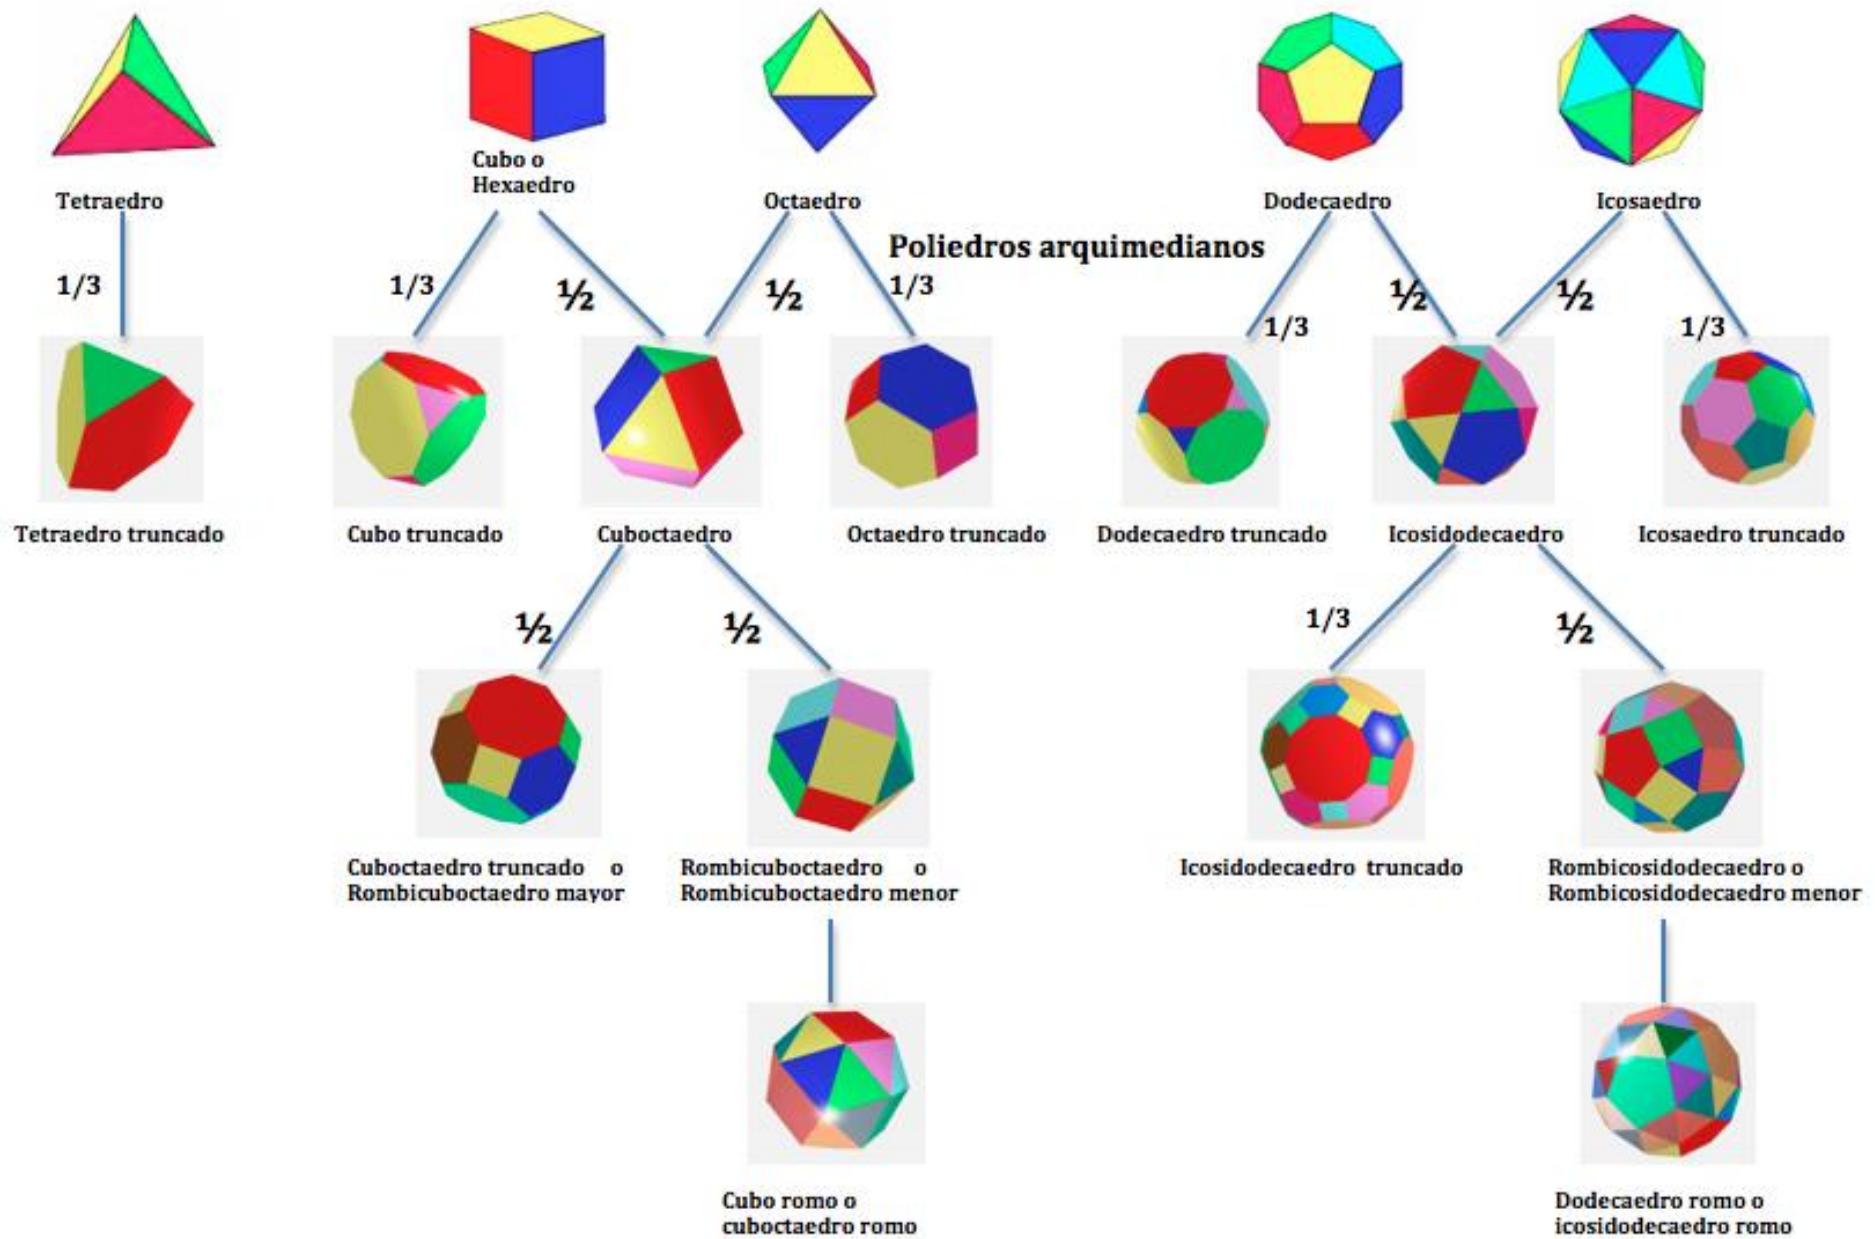 Cubo o
Hexaedro
Tetraedro
Octaedro
Dodecaedro
Icosaedro
Poliedros arquimedianos
1/3
1/3
½
½
1/3
1/3
½
½
1/3
Tetraedro truncado
Cubo truncado
Cuboctaedro
Octaedro truncado
Dodecaedro truncado
Icosidodecaedro
Icosaedro truncado
½
½
1/3
½
Cuboctaedro truncado o
Rombicuboctaedro mayor
Rombicuboctaedro o
Rombicuboctaedro menor
Icosidodecaedro truncado
Rombicosidodecaedro o
Rombicosidodecaedro menor
Cubo romo o
cuboctaedro romo
Dodecaedro romo o
icosidodecaedro romo